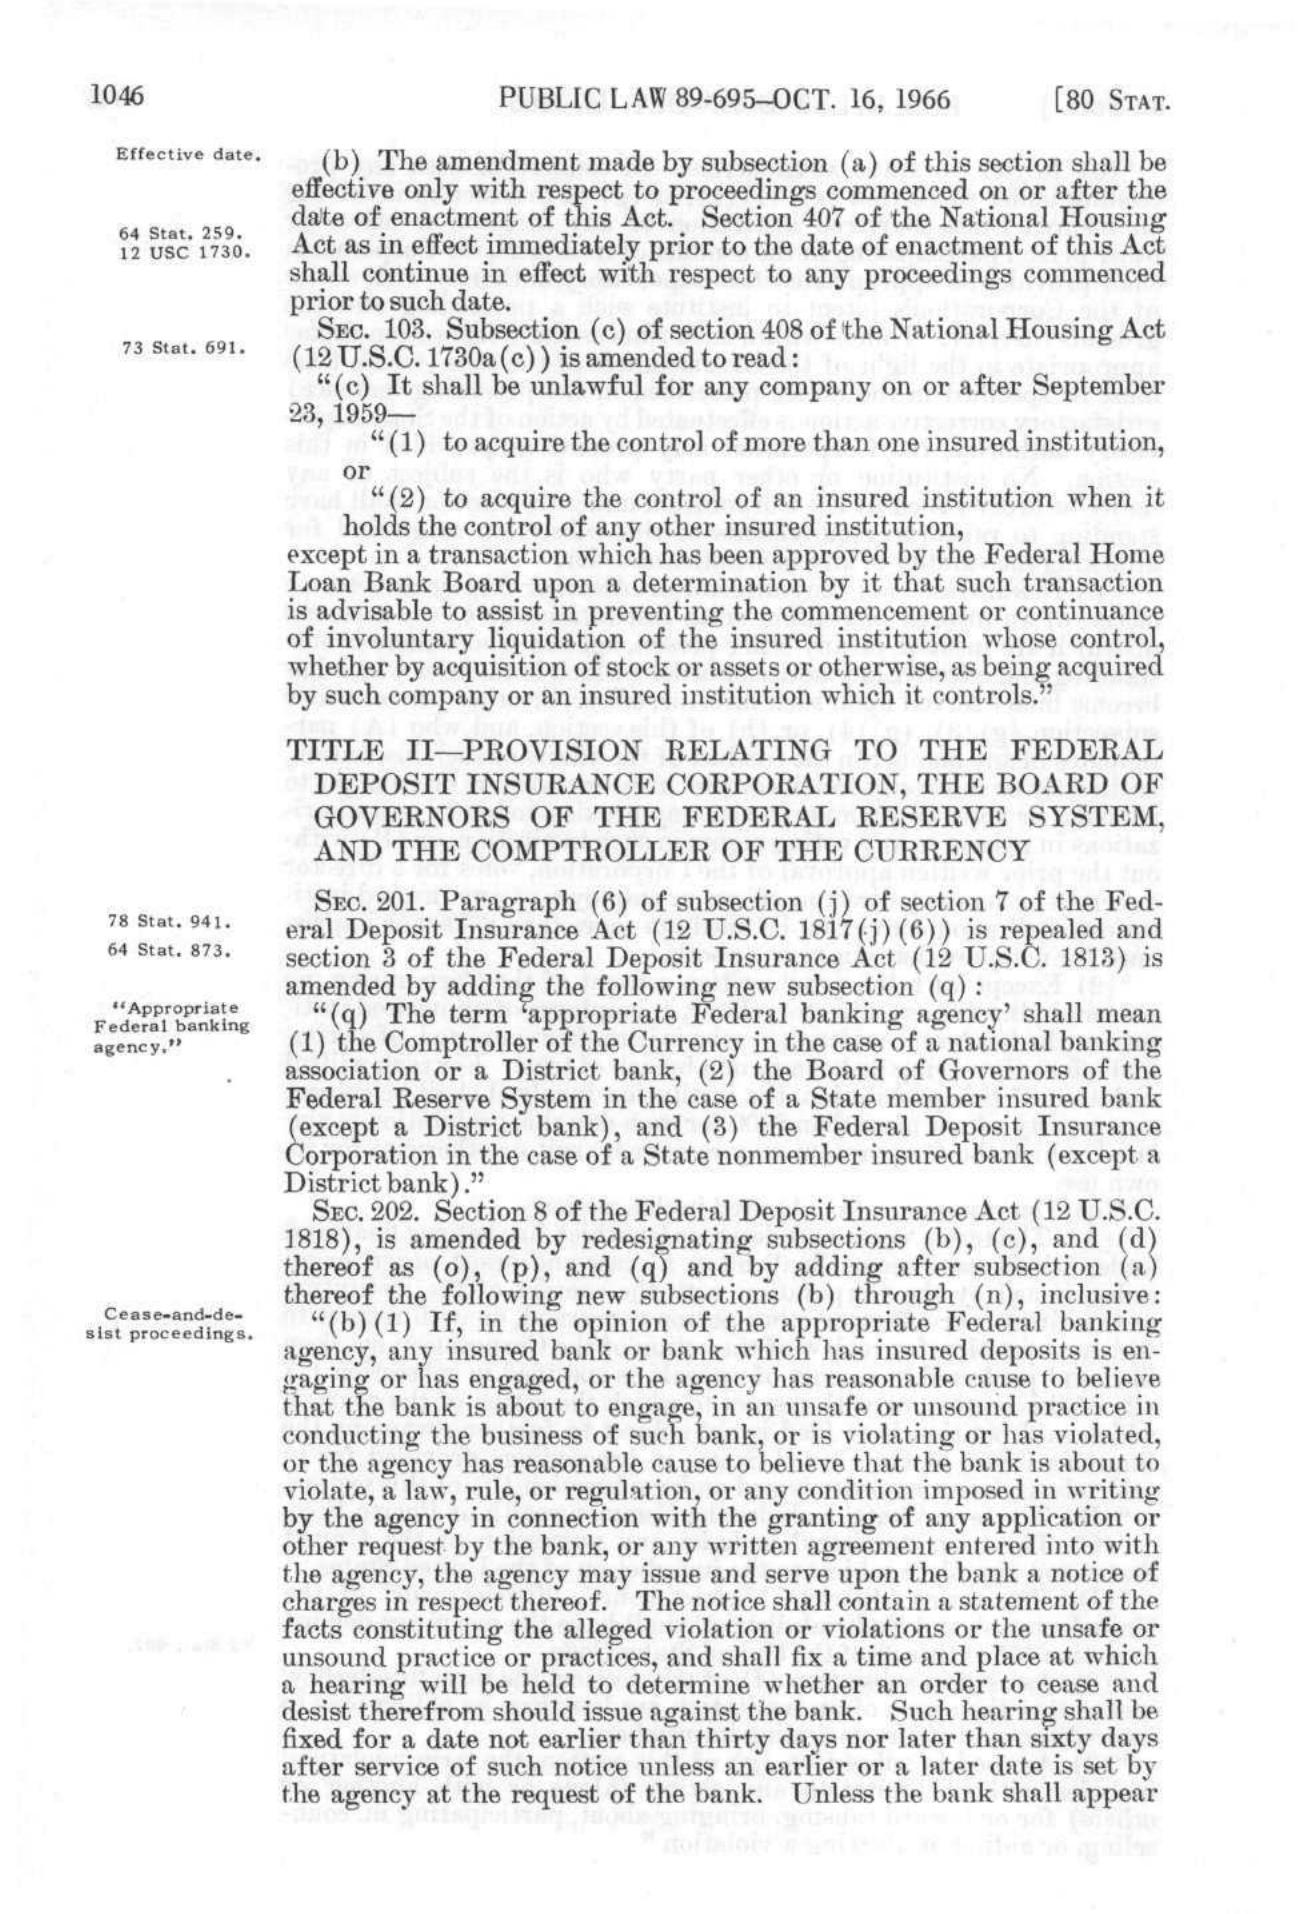 1046
PUBLIC LAW 89-695—OCT. 16, 1966
[80 STAT.
Effective date.
(b) The amendment made by subsection (a) of this section shall be
effective only with respect to proceedings commenced on or after the
date of enactment of this Act. Section 407 of the National Housing
64 Stat. 259.
12 USC 1730.
Act as in effect immediately prior to the date of enactment of this Act
shall continue in effect with respect to any proceedings commenced
prior to such date.
SEC. 103. Subsection (c) of section 408 of the National Housing Act
73 Stat. 691.
(12 U.S.C. 1730a(c)) is amended to read:
“(c) It shall be unlawful for any company on or after September
23, 1959—
“(1) to acquire the control of more than one insured institution,
or
“(2) to acquire the control of an insured institution when it
holds the control of any other insured institution,
except in a transaction which has been approved by the Federal Home
Loan Bank Board upon a determination by it that such transaction
is advisable to assist in preventing the commencement or continuance
of involuntary liquidation of the insured institution whose control,
whether by acquisition of stock or assets or otherwise, as being acquired
by such company or an insured institution which it controls.”
TITLE II—PROVISION RELATING TO THE FEDERAL
DEPOSIT INSURANCE CORPORATION, THE BOARD OF
GOVERNORS OF THE FEDERAL RESERVE SYSTEM,
AND THE COMPTROLLER OF THE CURRENCY
SEC. 201. Paragraph (6) of subsection (j) of section 7 of the Fed-
78 Stat. 941.
eral Deposit Insurance Act (12 U.S.C. 1817(j)(6)) is repealed and
64 Stat. 873.
section 3 of the Federal Deposit Insurance Act (12 U.S.C. 1813) is
amended by adding the following new subsection (q):
“Appropriate
Federal banking
agency.”
“(q) The term ‘appropriate Federal banking agency’ shall mean
(1) the Comptroller of the Currency in the case of a national banking
association or a District bank, (2) the Board of Governors of the
Federal Reserve System in the case of a State member insured bank
(except a District bank), and (3) the Federal Deposit Insurance
Corporation in the case of a State nonmember insured bank (except a
District bank).”
SEC. 202. Section 8 of the Federal Deposit Insurance Act (12 U.S.C.
1818), is amended by redesignating subsections (b), (c), and (d)
thereof as (o), (p), and (q) and by adding after subsection (a)
thereof the following new subsections (b) through (n), inclusive:
Cease-and-de-
sist proceedings.
“(b)(1) If, in the opinion of the appropriate Federal banking
agency, any insured bank or bank which has insured deposits is en-
gaging or has engaged, or the agency has reasonable cause to believe
that the bank is about to engage, in an unsafe or unsound practice in
conducting the business of such bank, or is violating or has violated,
or the agency has reasonable cause to believe that the bank is about to
violate, a law, rule, or regulation, or any condition imposed in writing
by the agency in connection with the granting of any application or
other request by the bank, or any written agreement entered into with
the agency, the agency may issue and serve upon the bank a notice of
charges in respect thereof. The notice shall contain a statement of the
facts constituting the alleged violation or violations or the unsafe or
unsound practice or practices, and shall fix a time and place at which
a hearing will be held to determine whether an order to cease and
desist therefrom should issue against the bank. Such hearing shall be
fixed for a date not earlier than thirty days nor later than sixty days
after service of such notice unless an earlier or a later date is set by
the agency at the request of the bank. Unless the bank shall appear